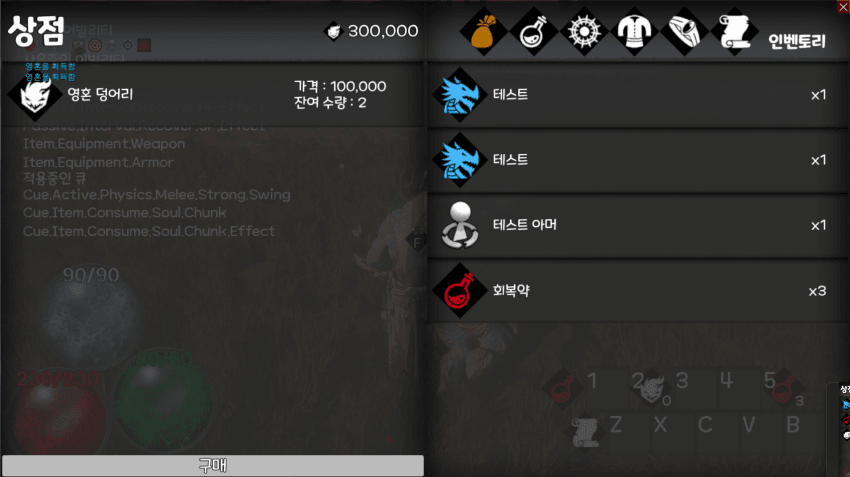 상점
300,000
인벤토리
영혼을 획득함
영혼을 획득함
영혼 덩어리
가격 : 100,000
잔여 수량 : 2
Item,Equipment,Weapon
Item,Equipment,Armor
적용중인 큐
Cue,Active,Physics,Melee,Strong,Swing
Cue,Item,Consume,Soul,Chunk
Cue,Item,Consume,Soul,Chunk,Effect
90/90
F
테스트 x1
테스트 x1
테스트 아머 x1
회복약 x3
1 2 3 4 5
0 3
Z X C V B
구매